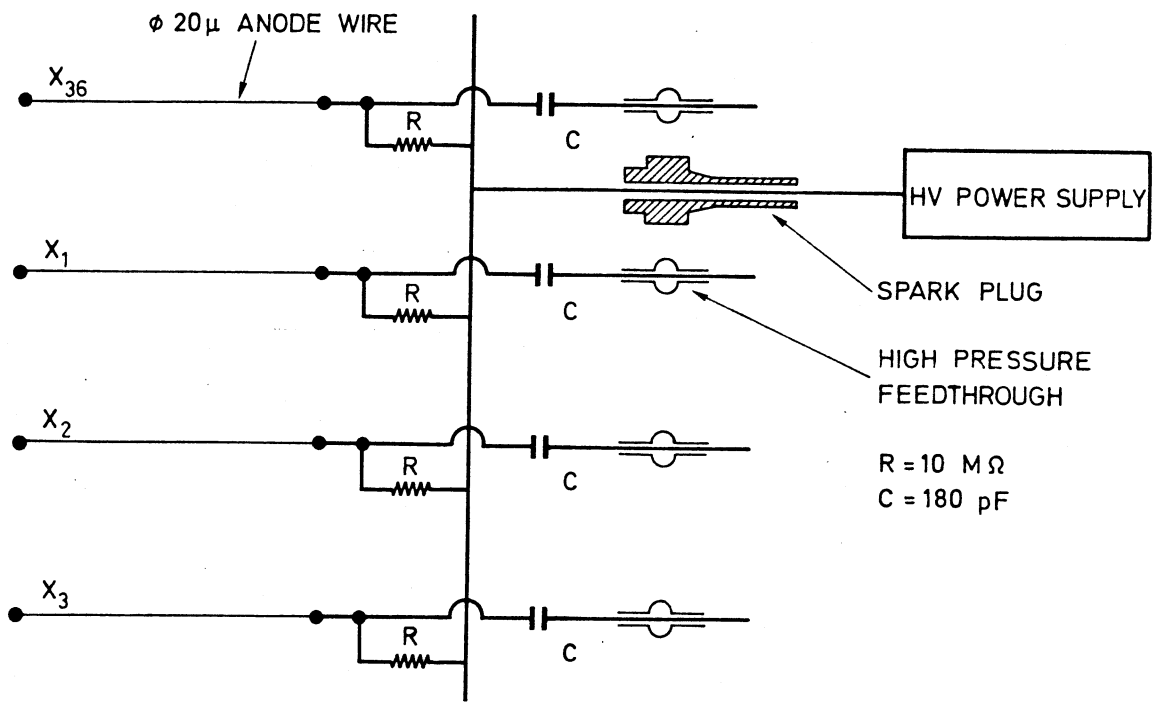 ϕ 20μ ANODE WIRE
X36
R
C
HV POWER SUPPLY
X1
R
C
SPARK PLUG
HIGH PRESSURE
FEEDTHROUGH
X2
R
C
R = 10 MΩ
C = 180 pF
X3
R
C